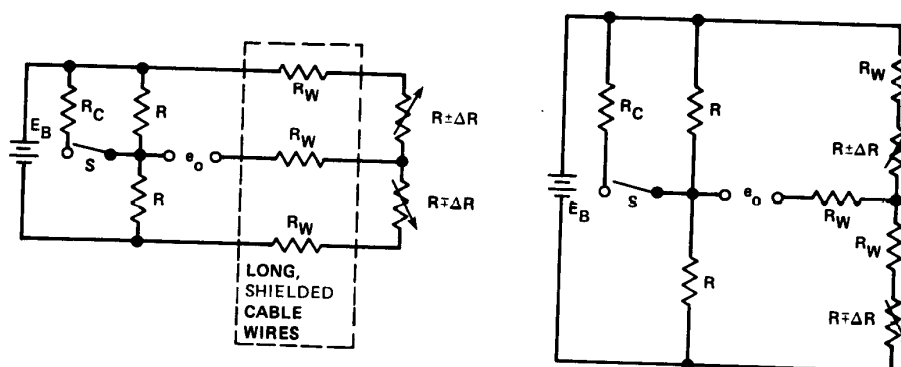 R_W
R_C
R
R±ΔR
E_B
R_W
e_o
S
R
R∓ΔR
R_W
LONG,
SHIELDED
CABLE
WIRES
R_W
R_C
R
R±ΔR
e_o
E_B
S
R_W
R_W
R
R∓ΔR